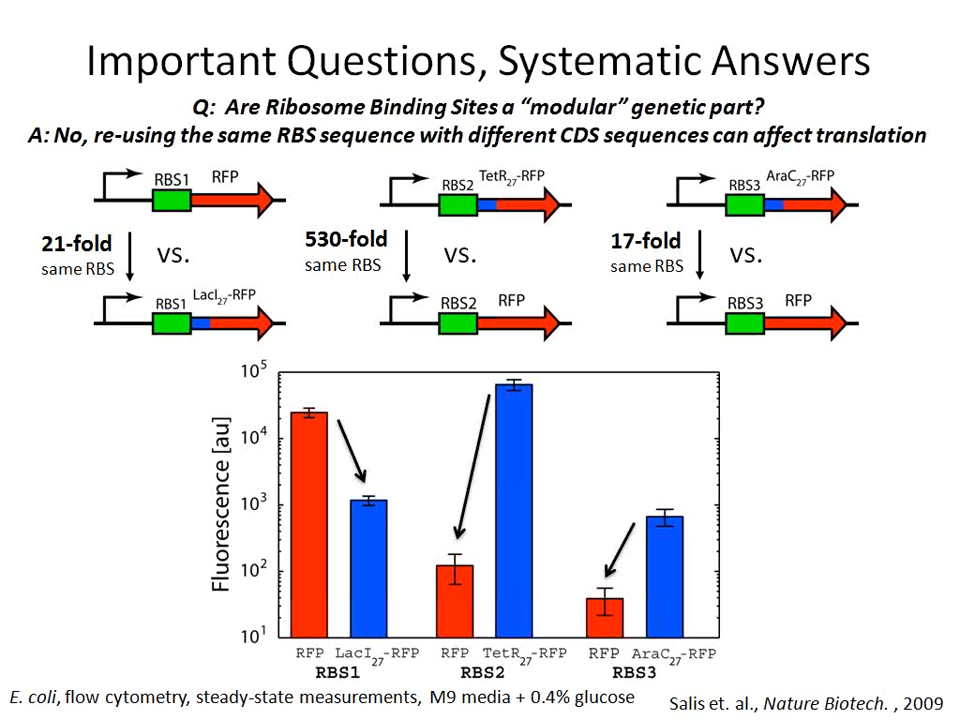 Important Questions, Systematic Answers
Q: Are Ribosome Binding Sites a “modular” genetic part?
A: No, re-using the same RBS sequence with different CDS sequences can affect translation
RBS1 RFP
RBS2 TetR27-RFP
RBS3 AraC27-RFP
21-fold
same RBS
vs.
530-fold
same RBS
vs.
17-fold
same RBS
vs.
RBS1 LacI27-RFP
RBS2 RFP
RBS3 RFP
Fluorescence [au]
10^5
10^4
10^3
10^2
10^1
RFP LacI27-RFP RFP TetR27-RFP RFP AraC27-RFP
RBS1 RBS2 RBS3
E. coli, flow cytometry, steady-state measurements, M9 media + 0.4% glucose
Salis et. al., Nature Biotech. , 2009